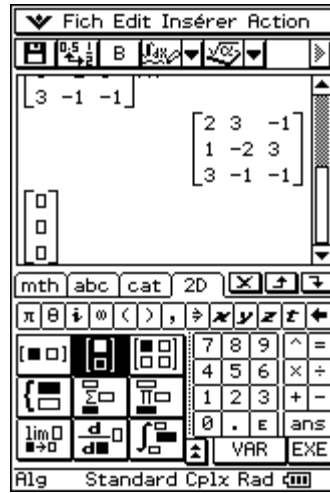 Fich Edit Insérer Action
B
3 -1 -1
2 3 -1
1 -2 3
3 -1 -1
mth abc cat 2D
π θ i ∞ ( ) , ⇒ x y z t
7 8 9 ^ =
4 5 6 × ÷
1 2 3 + -
0 . E ans
VAR EXE
Σ Π
lim d/d ∫
Alg Standard Cplx Rad